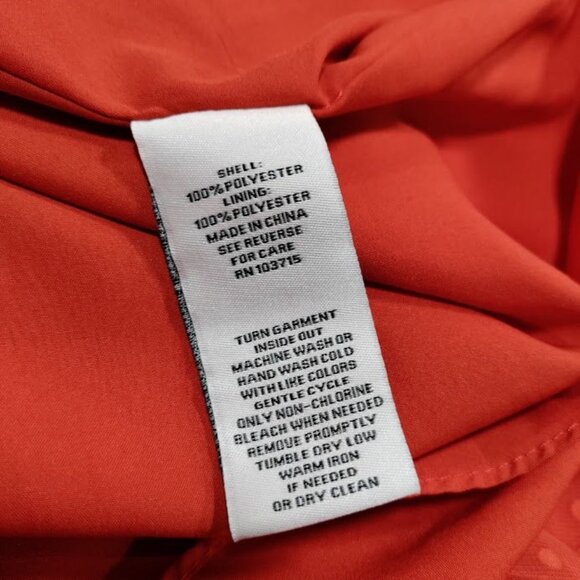 SHELL:
100% POLYESTER
LINING:
100% POLYESTER
MADE IN CHINA
SEE REVERSE
FOR CARE
RN 103715
TURN GARMENT
INSIDE OUT
MACHINE WASH OR
HAND WASH COLD
WITH LIKE COLORS
GENTLE CYCLE
ONLY NON-CHLORINE
BLEACH WHEN NEEDED
REMOVE PROMPTLY
TUMBLE DRY LOW
WARM IRON
IF NEEDED
OR DRY CLEAN